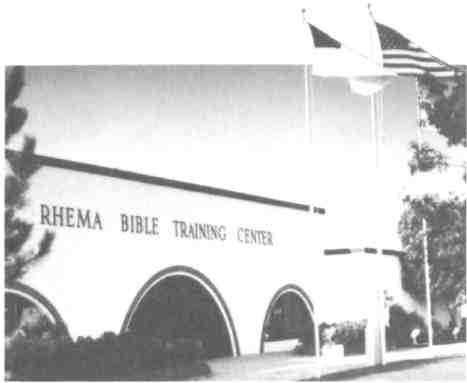 RHEMA BIBLE TRAINING CENTER